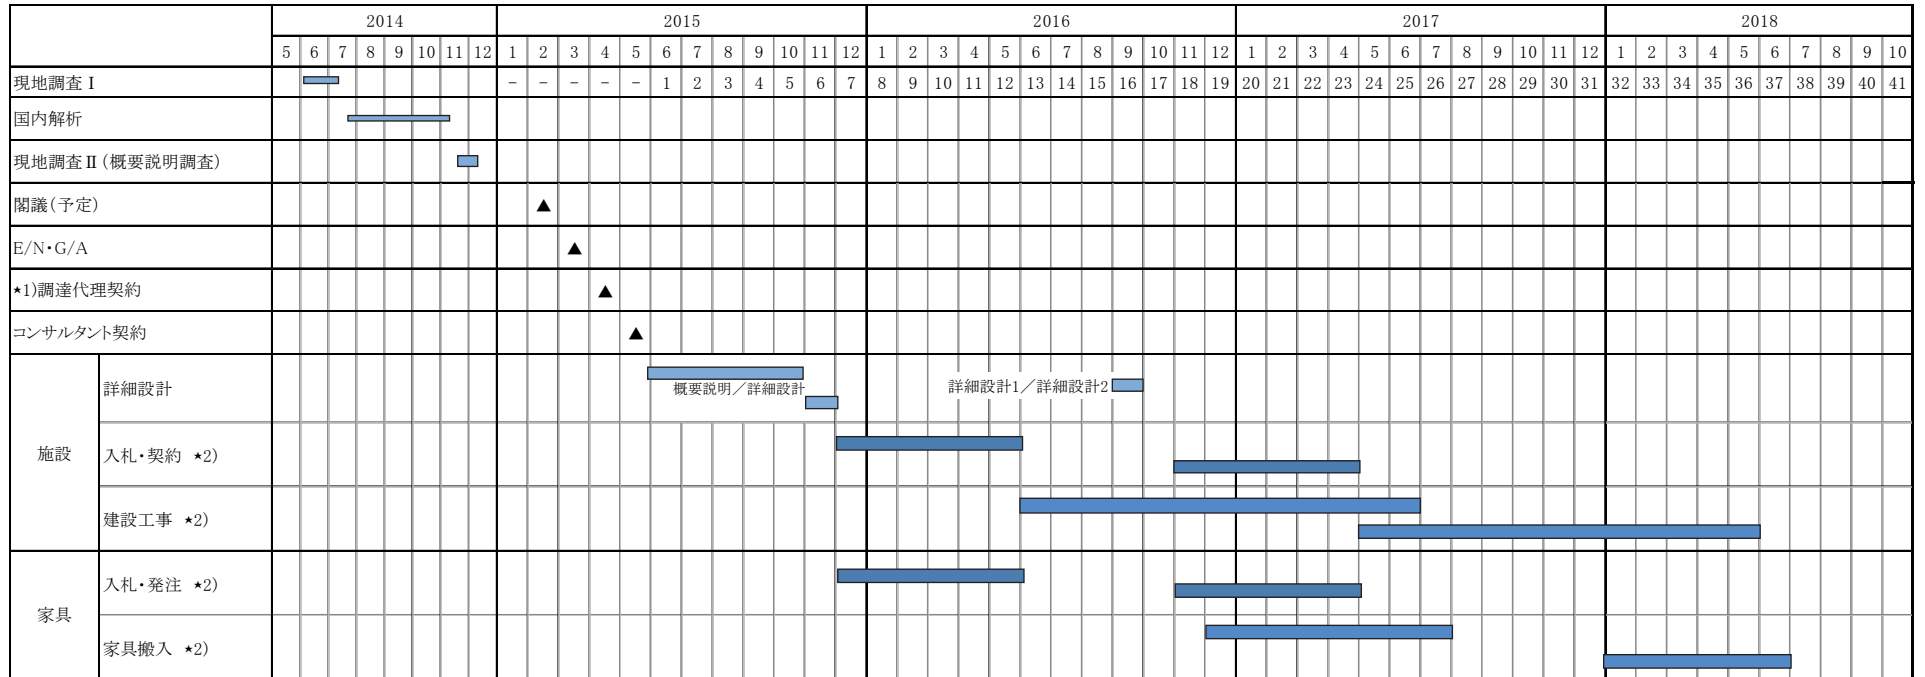 2014 2015 2016 2017 2018
5 6 7 8 9 10 11 12 1 2 3 4 5 6 7 8 9 10 11 12 1 2 3 4 5 6 7 8 9 10 11 12 1 2 3 4 5 6 7 8 9 10 11 12 1 2 3 4 5 6 7 8 9 10
現地調査Ⅰ - - - - - 1 2 3 4 5 6 7 8 9 10 11 12 13 14 15 16 17 18 19 20 21 22 23 24 25 26 27 28 29 30 31 32 33 34 35 36 37 38 39 40 41
国内解析
現地調査Ⅱ(概要説明調査)
閣議(予定) ▲
E/N・G/A ▲
★1)調達代理契約 ▲
コンサルタント契約 ▲
施設
詳細設計 概要説明/詳細設計 詳細設計1/詳細設計2
入札・契約 ★2)
建設工事 ★2)
家具
入札・発注 ★2)
家具搬入 ★2)